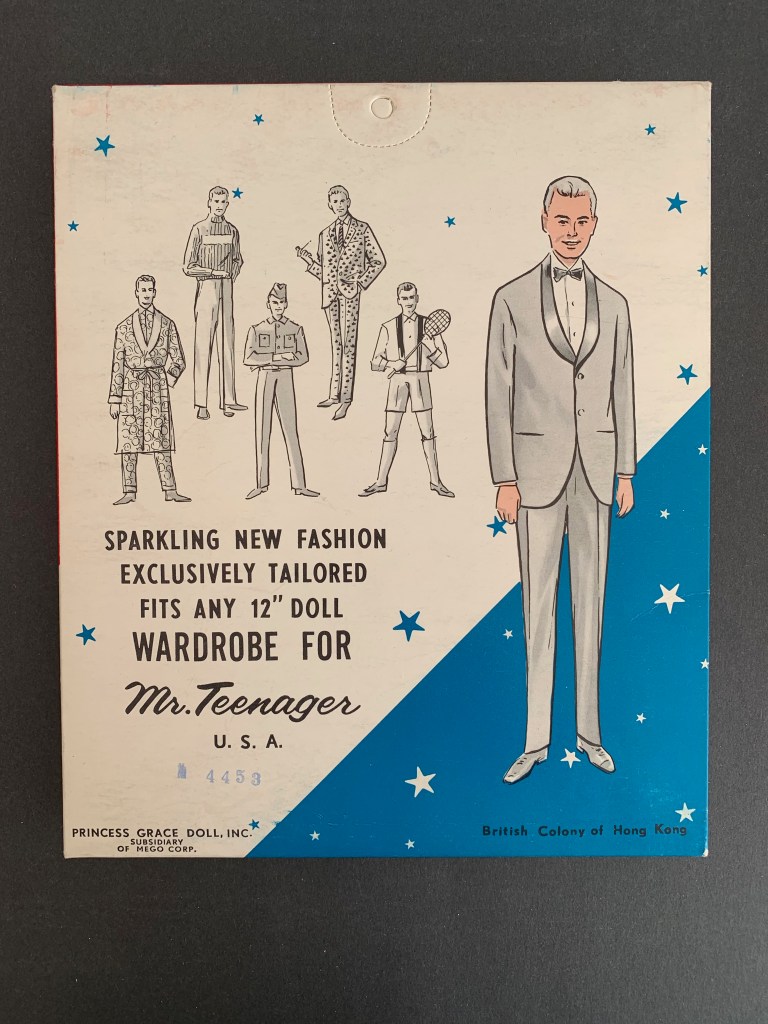 SPARKLING NEW FASHION
EXCLUSIVELY TAILORED
FITS ANY 12" DOLL
WARDROBE FOR
Mr. Teenager
U. S. A.
4453
PRINCESS GRACE DOLL, INC.
SUBSIDIARY
OF MEGO CORP.
British Colony of Hong Kong